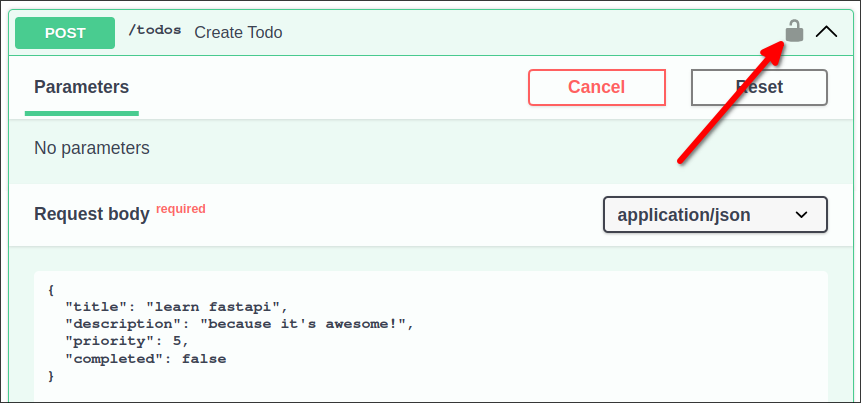 POST /todos Create Todo
Parameters Cancel Reset
No parameters
Request body required application/json
{
"title": "learn fastapi",
"description": "because it's awesome!",
"priority": 5,
"completed": false
}